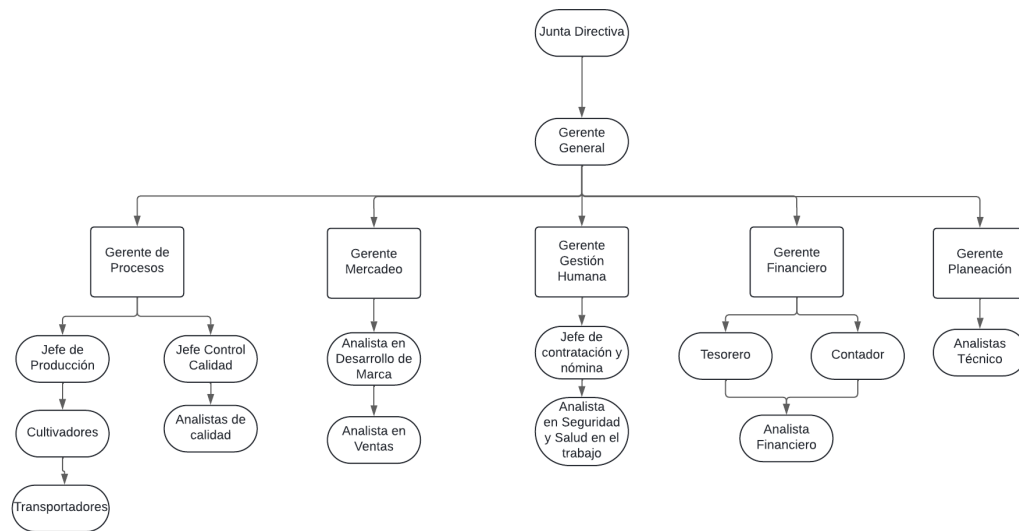 Junta Directiva
Gerente
General
Gerente de
Procesos
Gerente
Mercadeo
Gerente
Gestión
Humana
Gerente
Financiero
Gerente
Planeación
Jefe de
Producción
Jefe Control
Calidad
Analista en
Desarrollo de
Marca
Jefe de
contratación y
nómina
Tesorero
Contador
Analistas
Técnico
Cultivadores
Analistas de
calidad
Analista en
Ventas
Analista
en Seguridad
y Salud en el
trabajo
Analista
Financiero
Transportadores